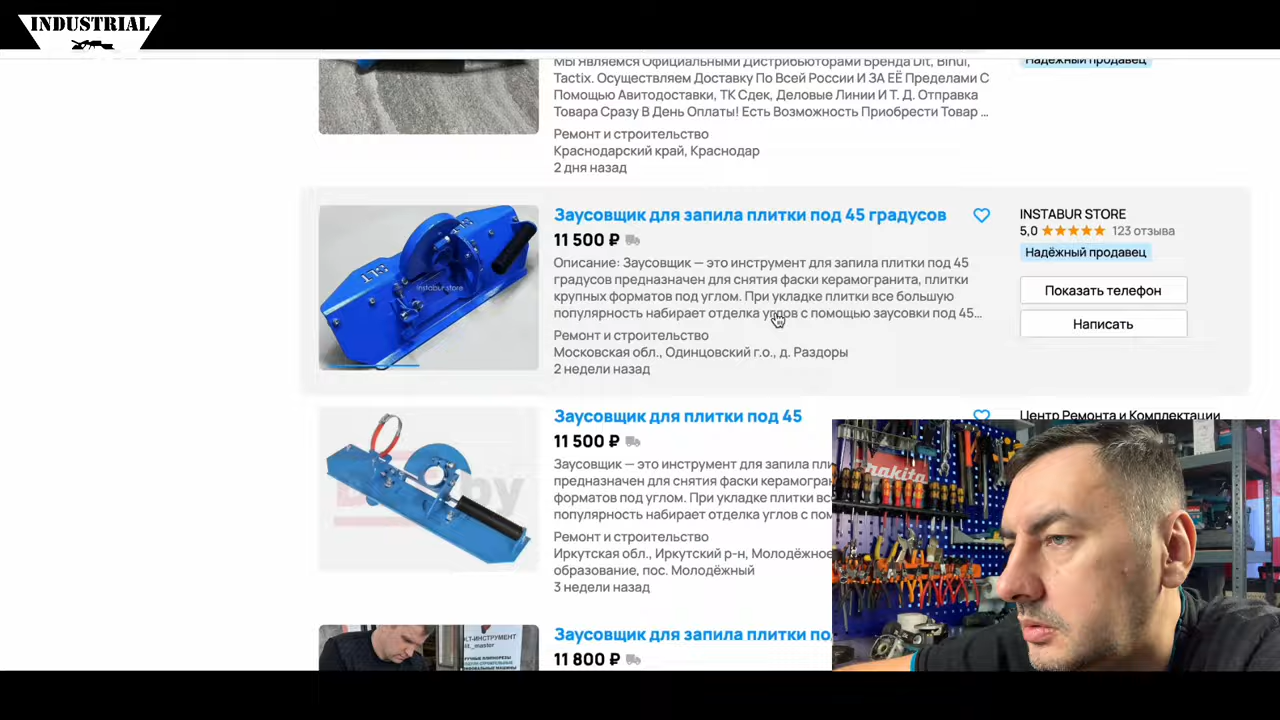 INDUSTRIAL
Мы Являемся Официальными Дистрибьюторами Бренда Dlt, Bihui,
Tactix. Осуществляем Доставку По Всей России И ЗА ЕЁ Пределами С
Помощью Авитодоставки, ТК Сдек, Деловые Линии И Т. Д. Отправка
Товара Сразу В День Оплаты! Есть Возможность Приобрести Товар …
Ремонт и строительство
Краснодарский край, Краснодар
2 дня назад
Надёжный продавец
Заусовщик для запила плитки под 45 градусов
11 500 ₽
Описание: Заусовщик — это инструмент для запила плитки под 45
градусов предназначен для снятия фаски керамогранита, плитки
крупных форматов под углом. При укладке плитки все большую
популярность набирает отделка углов с помощью заусовки под 45…
Ремонт и строительство
Московская обл., Одинцовский г.о., д. Раздоры
2 недели назад
INSTABUR STORE
5,0 123 отзыва
Надёжный продавец
Показать телефон
Написать
instabur.store
Заусовщик для плитки под 45
11 500 ₽
Заусовщик — это инструмент для запила пли
предназначен для снятия фаски керамогран
форматов под углом. При укладке плитки вс
популярность набирает отделка углов с пом
Ремонт и строительство
Иркутская обл., Иркутский р-н, Молодёжное
образование, пос. Молодёжный
3 недели назад
Центр Ремонта и Комплектации
makita
Заусовщик для запила плитки по
11 800 ₽
LT-ИНСТРУМЕНТ